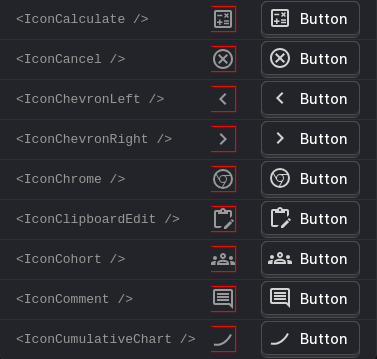 <IconCalculate /> Button
<IconCancel /> Button
<IconChevronLeft /> Button
<IconChevronRight /> Button
<IconChrome /> Button
<IconClipboardEdit /> Button
<IconCohort /> Button
<IconComment /> Button
<IconCumulativeChart /> Button